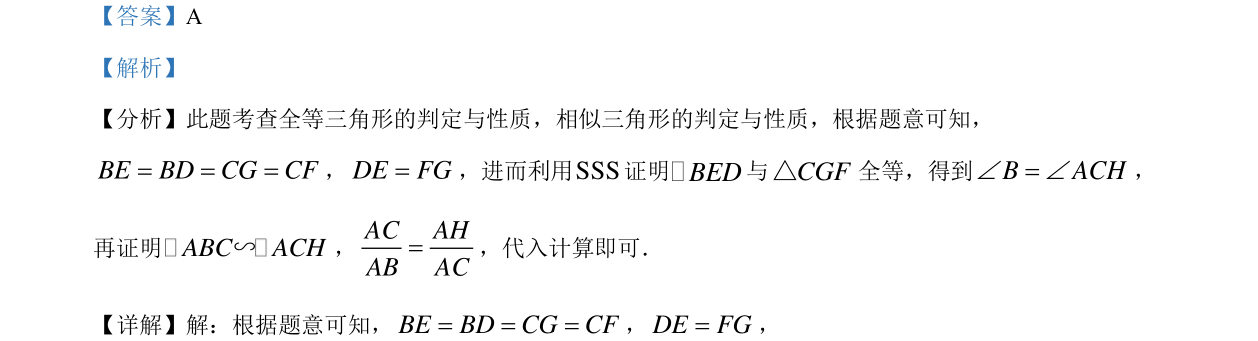 【答案】A
【解析】
【分析】此题考查全等三角形的判定与性质，相似三角形的判定与性质，根据题意可知，
BE = BD = CG = CF，DE = FG，进而利用SSS证明□BED与△CGF全等，得到∠B = ∠ACH，
再证明□ABC∽□ACH，AC/AB = AH/AC，代入计算即可．
【详解】解：根据题意可知，BE = BD = CG = CF，DE = FG，